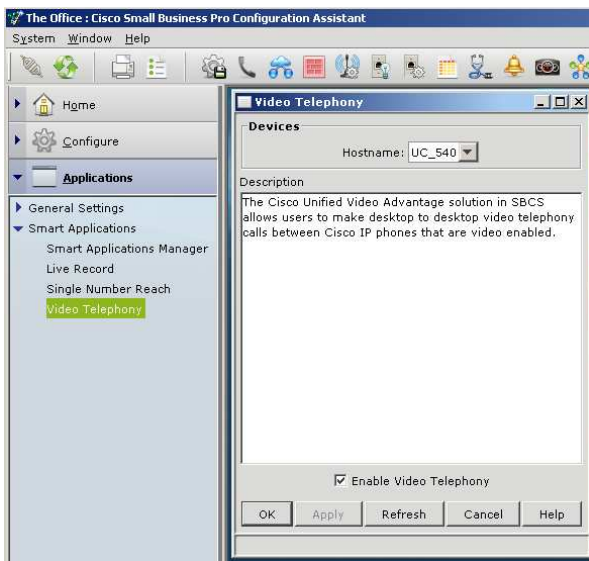 The Office : Cisco Small Business Pro Configuration Assistant
System Window Help
Home
Configure
Applications
General Settings
Smart Applications
Smart Applications Manager
Live Record
Single Number Reach
Video Telephony
Video Telephony
Devices
Hostname: UC_540
Description
The Cisco Unified Video Advantage solution in SBCS
allows users to make desktop to desktop video telephony
calls between Cisco IP phones that are video enabled.
Enable Video Telephony
OK Apply Refresh Cancel Help